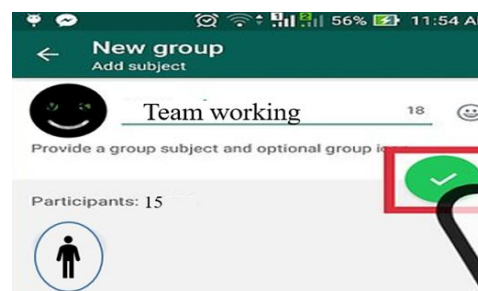 56% 11:54 A
New group
Add subject
Team working 18
Provide a group subject and optional group
Participants: 15